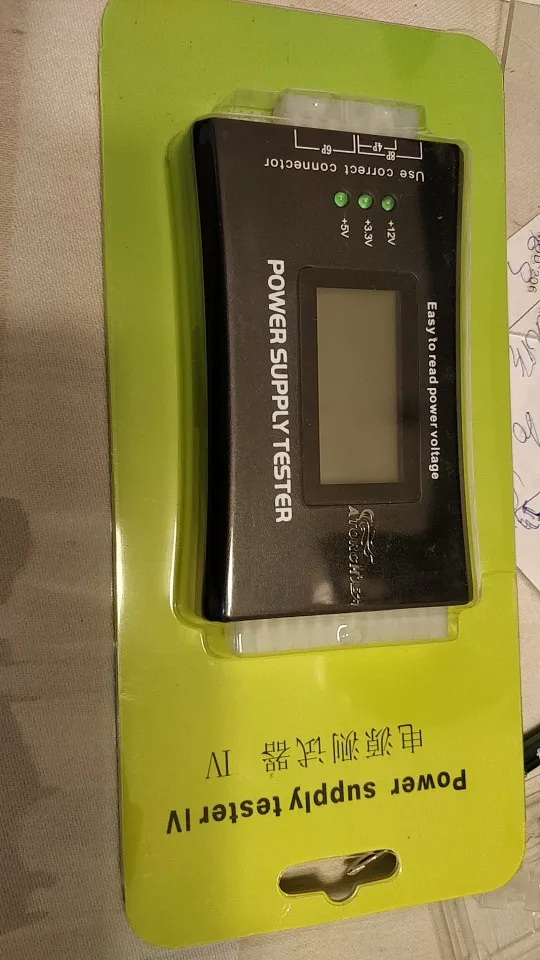 Power supply tester IV
电源测试器 IV
8P
4P
6P
Use correct connector
+12V
+3.3V
+5V
Easy to read power voltage
POWER SUPPLY TESTER
206